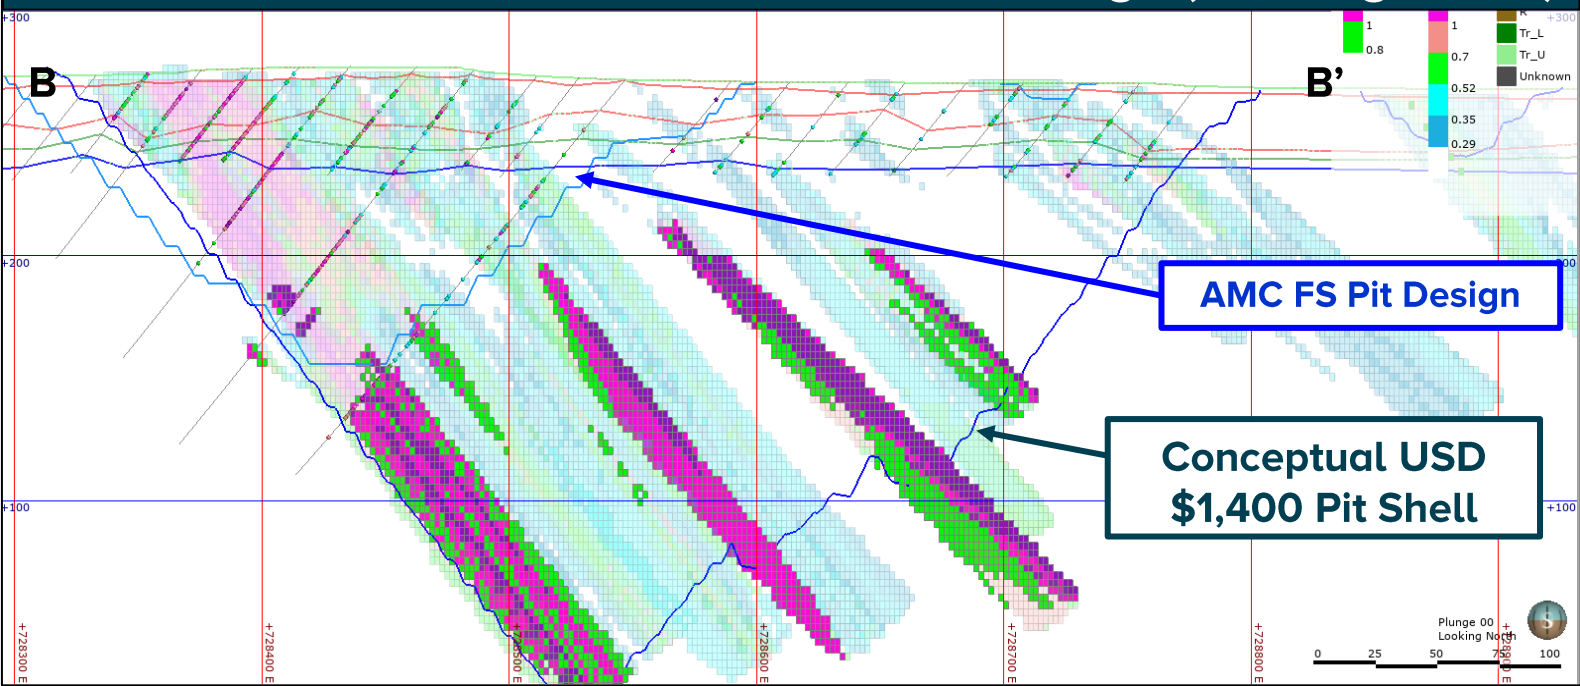 +300
+300
B
B’
1
0.8
1
0.7
0.52
0.35
0.29
Tr_L
Tr_U
Unknown
+200
AMC FS Pit Design
Conceptual USD
$1,400 Pit Shell
+100
+100
+728300 E
+728400 E
+728500 E
+728600 E
+728700 E
+728800 E
Plunge 00
Looking North
S
0
25
50
75
100